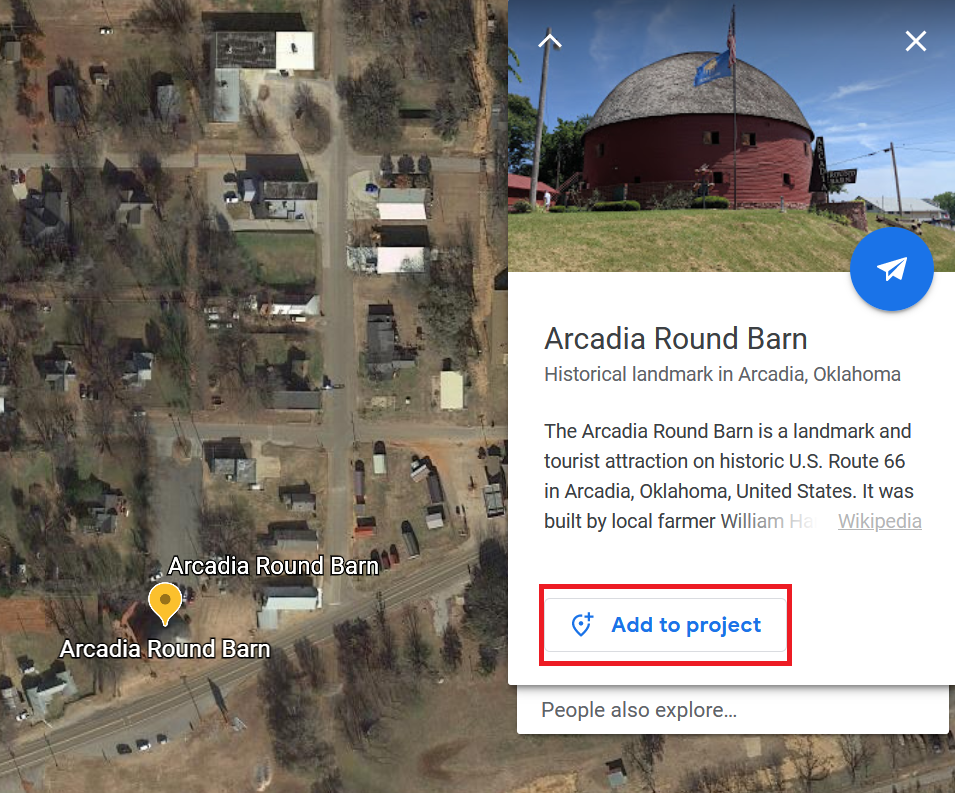 Arcadia Round Barn
Historical landmark in Arcadia, Oklahoma
The Arcadia Round Barn is a landmark and
tourist attraction on historic U.S. Route 66
in Arcadia, Oklahoma, United States. It was
built by local farmer William Ha Wikipedia
Add to project
People also explore...
Arcadia Round Barn
Arcadia Round Barn